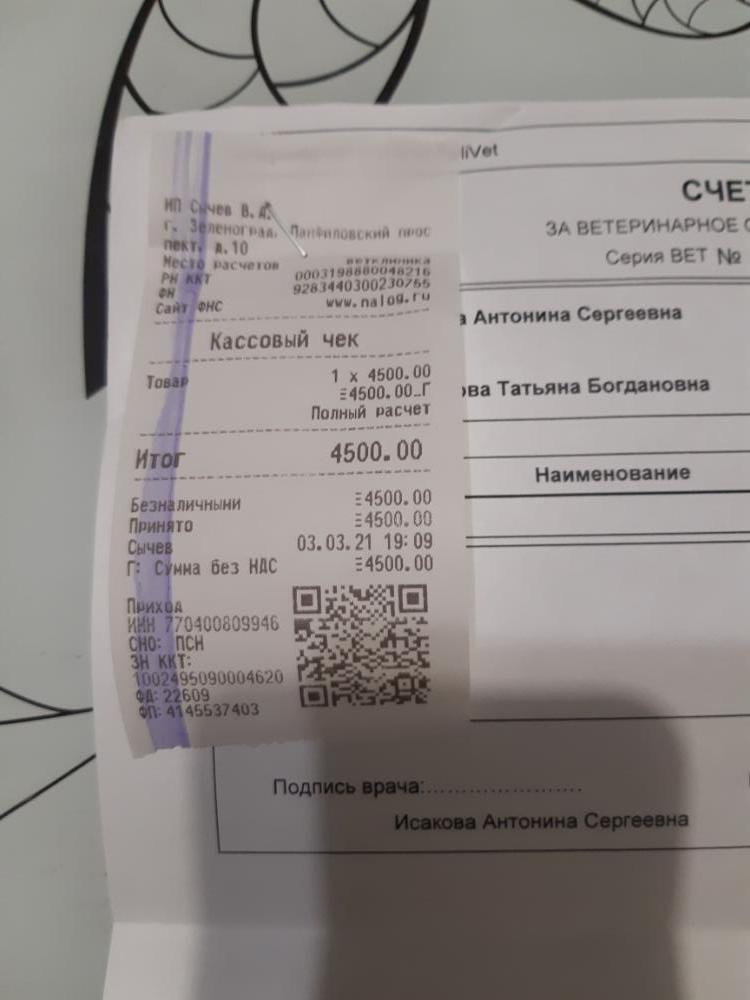 liVet
СЧЕТ
ЗА ВЕТЕРИНАРНОЕ
Серия ВЕТ №
а Антонина Сергеевна
ова Татьяна Богдановна
Наименование
ИП Сычев В.А.
г. Зеленоград, Панфиловский прос
пект, д.10
Место расчетов ветклиника
РН ККТ 0003198880048216
ФН 9283440300230755
Сайт ФНС www.nalog.ru
Кассовый чек
Товар 1 x 4500.00
=4500.00_Г
Полный расчет
Итог 4500.00
Безналичными =4500.00
Принято =4500.00
Сычев 03.03.21 19:09
Г: Сумма без НДС =4500.00
Приход
ИНН 770400809946
СНО: ПСН
ЗН ККТ:
1002495090004620
ФД: 22609
ФП: 4145537403
Подпись врача:......................
Исакова Антонина Сергеевна